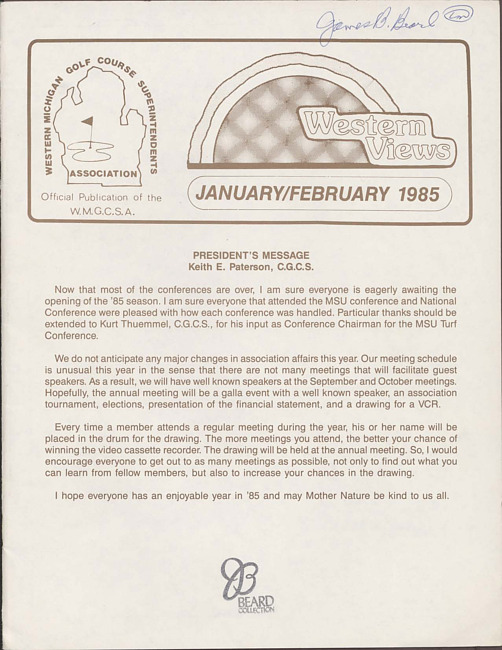 James B. Beard
WESTERN MICHIGAN GOLF COURSE SUPERINTENDENTS
ASSOCIATION
Official Publication of the
W.M.G.C.S.A.
Western
Views
JANUARY/FEBRUARY 1985
PRESIDENT'S MESSAGE
Keith E. Paterson, C.G.C.S.
Now that most of the conferences are over, I am sure everyone is eagerly awaiting the
opening of the '85 season. I am sure everyone that attended the MSU conference and National
Conference were pleased with how each conference was handled. Particular thanks should be
extended to Kurt Thuemmel, C.G.C.S., for his input as Conference Chairman for the MSU Turf
Conference.
We do not anticipate any major changes in association affairs this year. Our meeting schedule
is unusual this year in the sense that there are not many meetings that will facilitate guest
speakers. As a result, we will have well known speakers at the September and October meetings.
Hopefully, the annual meeting will be a galla event with a well known speaker, an association
tournament, elections, presentation of the financial statement, and a drawing for a VCR.
Every time a member attends a regular meeting during the year, his or her name will be
placed in the drum for the drawing. The more meetings you attend, the better your chance of
winning the video cassette recorder. The drawing will be held at the annual meeting. So, I would
encourage everyone to get out to as many meetings as possible, not only to find out what you
can learn from fellow members, but also to increase your chances in the drawing.
I hope everyone has an enjoyable year in '85 and may Mother Nature be kind to us all.
JB
BEARD
COLLECTION